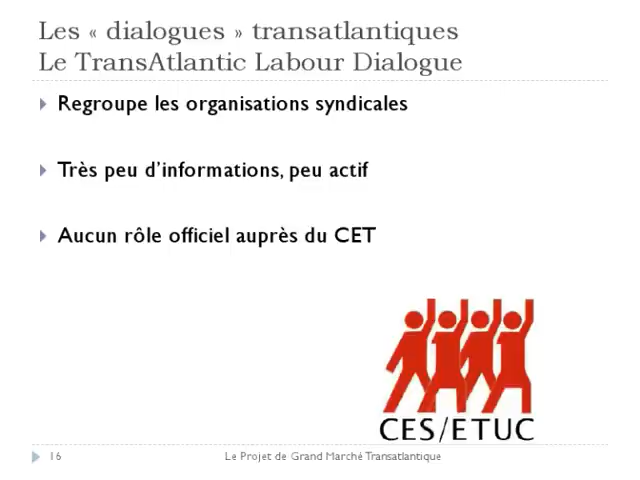 Les « dialogues » transatlantiques
Le TransAtlantic Labour Dialogue
Regroupe les organisations syndicales
Très peu d’informations, peu actif
Aucun rôle officiel auprès du CET
CES/ETUC
16 Le Projet de Grand Marché Transatlantique